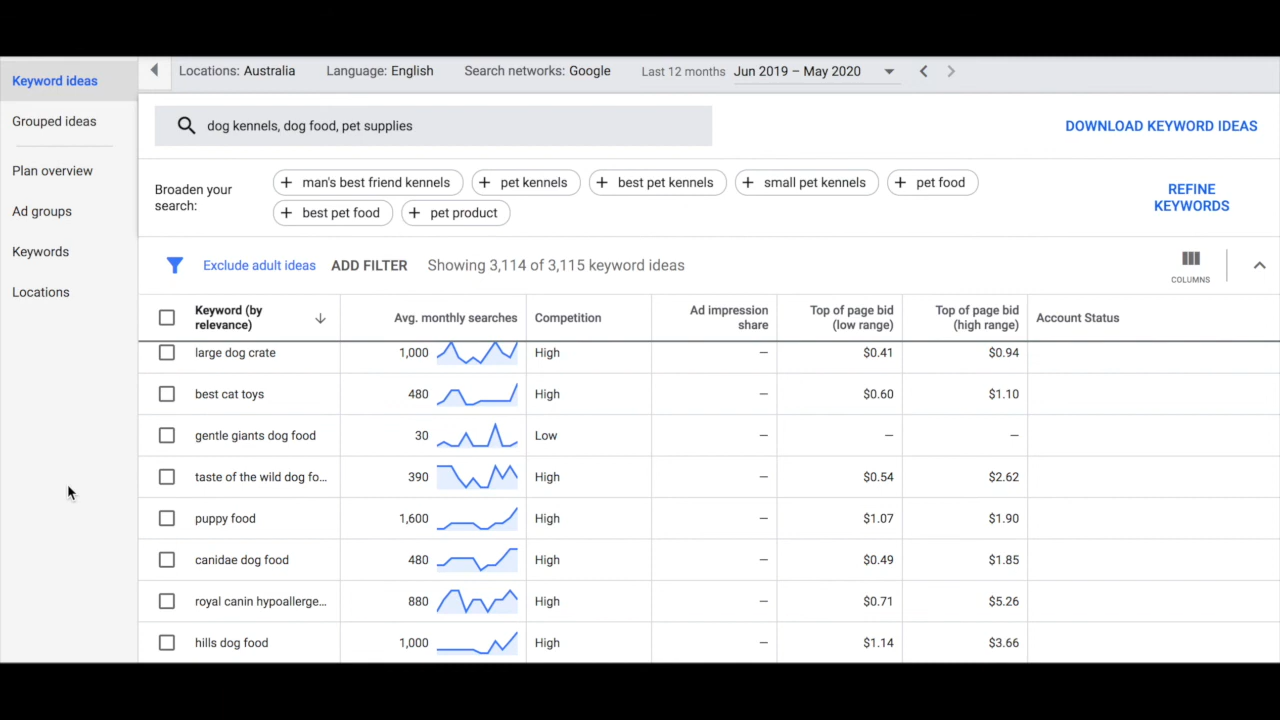 Keyword ideas
Grouped ideas
Plan overview
Ad groups
Keywords
Locations
Locations: Australia Language: English Search networks: Google Last 12 months Jun 2019 – May 2020
dog kennels, dog food, pet supplies
DOWNLOAD KEYWORD IDEAS
Broaden your
search:
+ man's best friend kennels + pet kennels + best pet kennels + small pet kennels + pet food
+ best pet food + pet product
REFINE
KEYWORDS
Exclude adult ideas ADD FILTER Showing 3,114 of 3,115 keyword ideas
COLUMNS
Keyword (by
relevance)
Avg. monthly searches
Competition
Ad impression
share
Top of page bid
(low range)
Top of page bid
(high range)
Account Status
large dog crate 1,000 High – $0.41 $0.94
best cat toys 480 High – $0.60 $1.10
gentle giants dog food 30 Low – – –
taste of the wild dog fo... 390 High – $0.54 $2.62
puppy food 1,600 High – $1.07 $1.90
canidae dog food 480 High – $0.49 $1.85
royal canin hypoallerge... 880 High – $0.71 $5.26
hills dog food 1,000 High – $1.14 $3.66